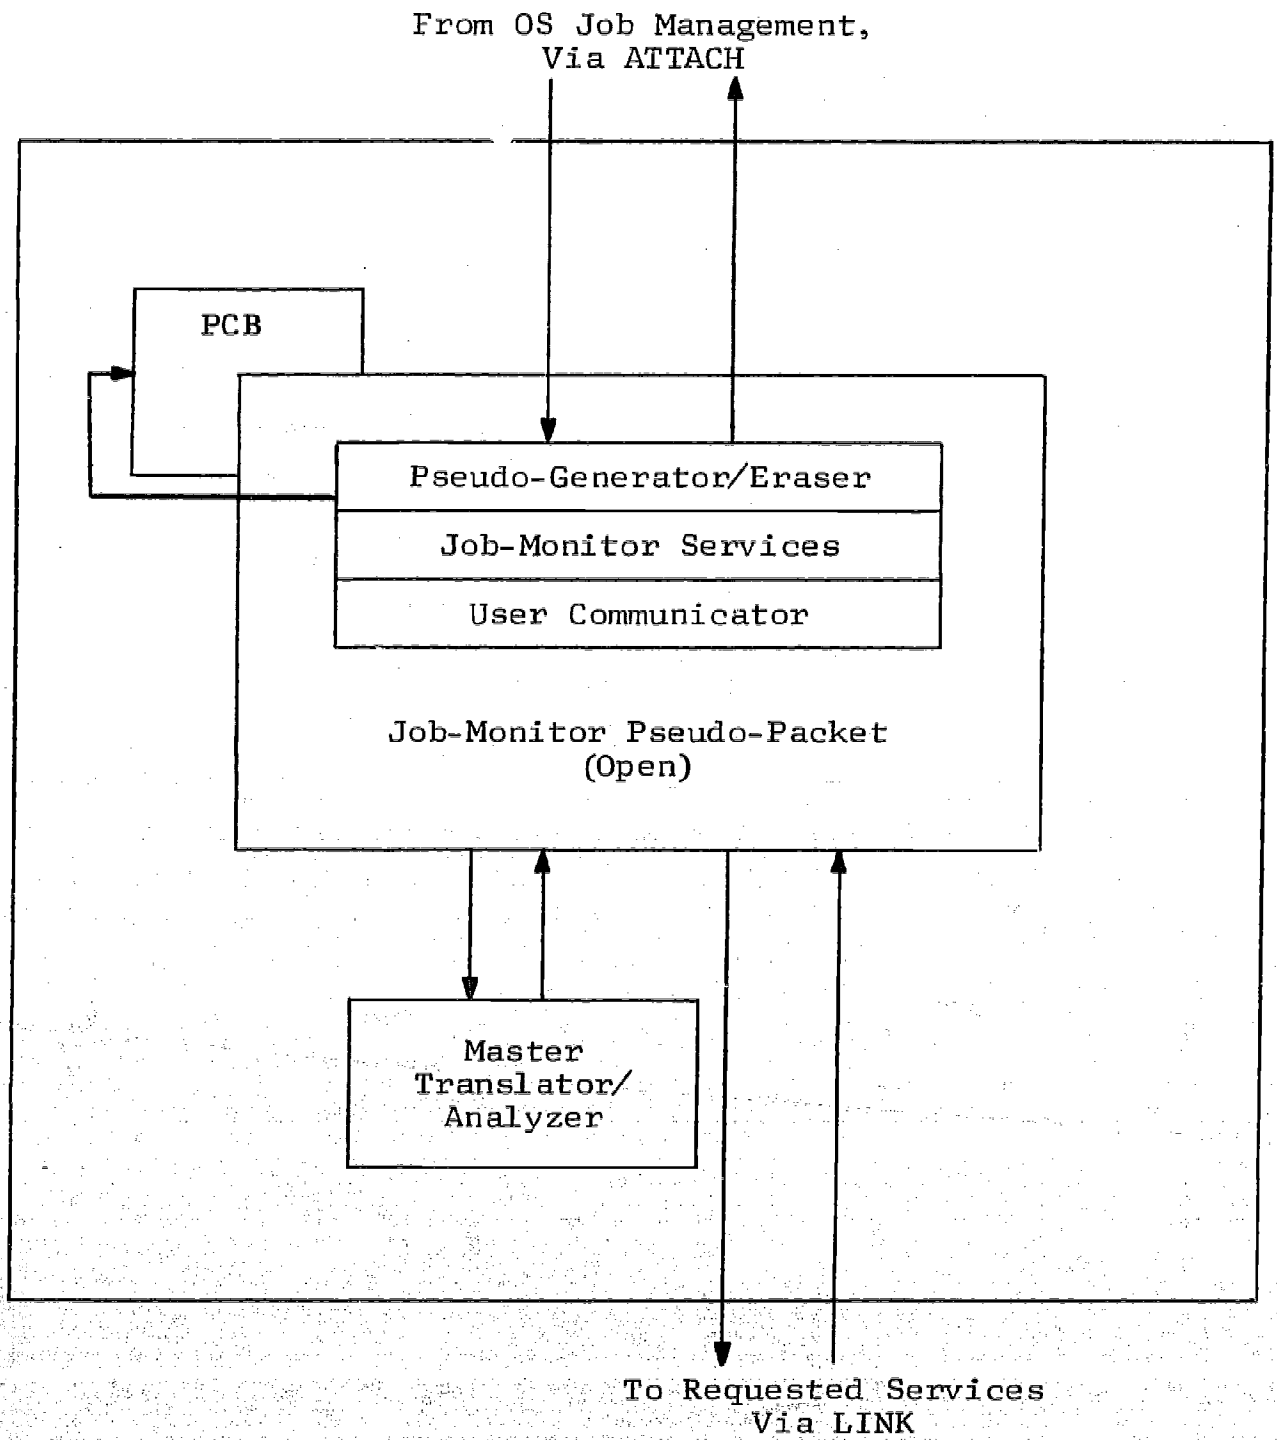 From OS Job Management,
Via ATTACH
PCB
Pseudo-Generator/Eraser
Job-Monitor Services
User Communicator
Job-Monitor Pseudo-Packet
(Open)
Master
Translator/
Analyzer
To Requested Services
Via LINK